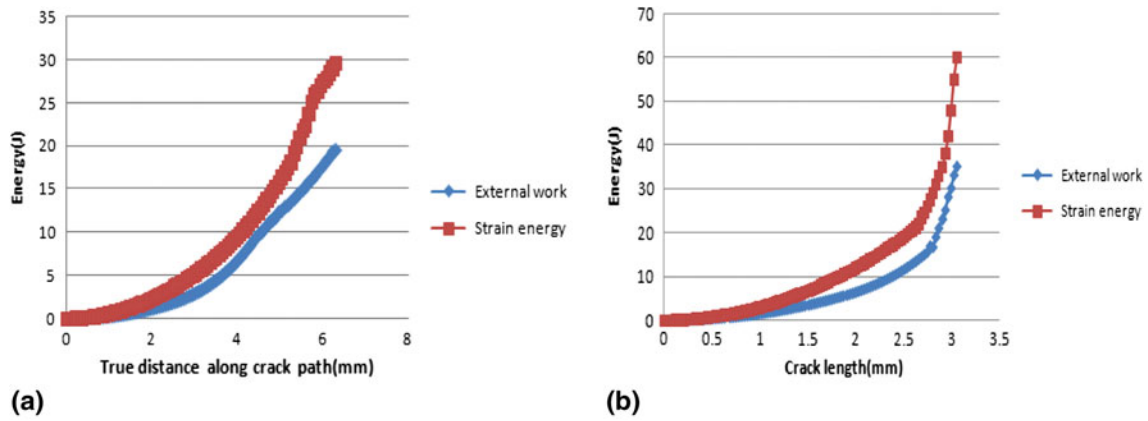 35
30
25
20
15
10
5
0
Energy(J)
0 2 4 6 8
True distance along crack path(mm)
External work
Strain energy
(a)
70
60
50
40
30
20
10
0
Energy(J)
0 0.5 1 1.5 2 2.5 3 3.5
Crack length(mm)
External work
Strain energy
(b)